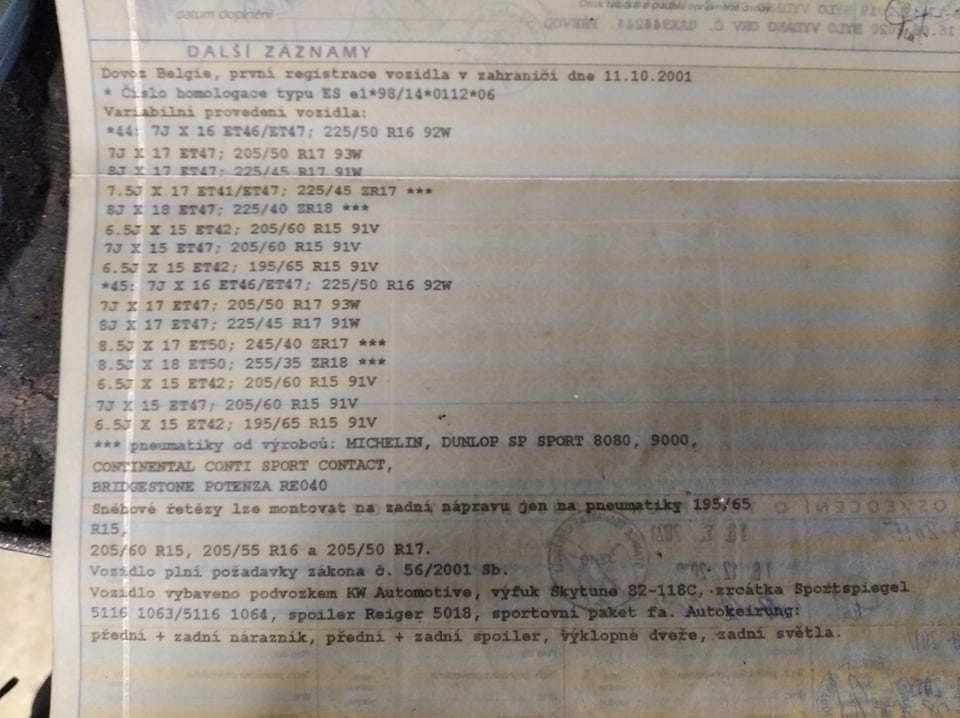 datum doplnění
DALŠÍ ZÁZNAMY
Dovoz Belgie, první registrace vozidla v zahraničí dne 11.10.2001
* Číslo homologace typu ES e1*98/14*0112*06
Variabilní provedení vozidla:
*44: 7J X 16 ET46/ET47; 225/50 R16 92W
7J X 17 ET47; 205/50 R17 93W
8J X 17 ET47; 225/45 R17 91W
7.5J X 17 ET41/ET47; 225/45 ZR17 ***
8J X 18 ET47; 225/40 ZR18 ***
6.5J X 15 ET42; 205/60 R15 91V
7J X 15 ET47; 205/60 R15 91V
6.5J X 15 ET42; 195/65 R15 91V
*45: 7J X 16 ET46/ET47; 225/50 R16 92W
7J X 17 ET47; 205/50 R17 93W
8J X 17 ET47; 225/45 R17 91W
8.5J X 17 ET50; 245/40 ZR17 ***
8.5J X 18 ET50; 255/35 ZR18 ***
6.5J X 15 ET42; 205/60 R15 91V
7J X 15 ET47; 205/60 R15 91V
6.5J X 15 ET42; 195/65 R15 91V
*** pneumatiky od výrobců: MICHELIN, DUNLOP SP SPORT 8080, 9000,
CONTINENTAL CONTI SPORT CONTACT,
BRIDGESTONE POTENZA RE040
Sněhové řetězy lze montovat na zadní nápravu jen na pneumatiky 195/65
R15,
205/60 R15, 205/55 R16 a 205/50 R17.
Vozidlo plní požadavky zákona č. 56/2001 Sb.
Vozidlo vybaveno podvozkem KW Automotive, výfuk Skytune 82-118C, zrcátka Sportspiegel
5116 1063/5116 1064, spoiler Reiger 5018, sportovní paket fa. Autokeirung:
přední + zadní nárazník, přední + zadní spoiler, výklopné dveře, zadní světla.